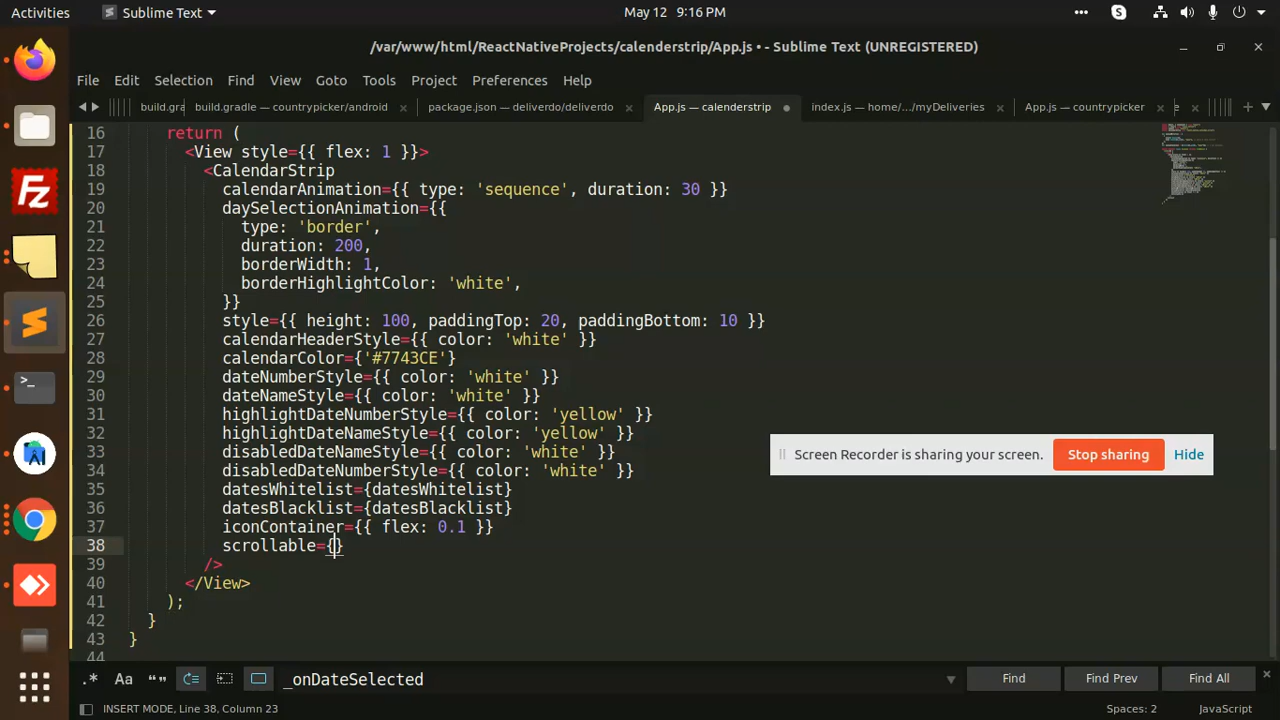 Activities
Sublime Text
May 12 9:16 PM
/var/www/html/ReactNativeProjects/calenderstrip/App.js • - Sublime Text (UNREGISTERED)
File Edit Selection Find View Goto Tools Project Preferences Help
build.gra
build.gradle — countrypicker/android
package.json — deliverdo/deliverdo
App.js — calenderstrip
index.js — home/.../myDeliveries
App.js — countrypicker
e
16 return (
17 <View style={{ flex: 1 }}>
18 <CalendarStrip
19 calendarAnimation={{ type: 'sequence', duration: 30 }}
20 daySelectionAnimation={{
21 type: 'border',
22 duration: 200,
23 borderWidth: 1,
24 borderHighlightColor: 'white',
25 }}
26 style={{ height: 100, paddingTop: 20, paddingBottom: 10 }}
27 calendarHeaderStyle={{ color: 'white' }}
28 calendarColor={'#7743CE'}
29 dateNumberStyle={{ color: 'white' }}
30 dateNameStyle={{ color: 'white' }}
31 highlightDateNumberStyle={{ color: 'yellow' }}
32 highlightDateNameStyle={{ color: 'yellow' }}
33 disabledDateNameStyle={{ color: 'white' }}
34 disabledDateNumberStyle={{ color: 'white' }}
35 datesWhitelist={datesWhitelist}
36 datesBlacklist={datesBlacklist}
37 iconContainer={{ flex: 0.1 }}
38 scrollable={}
39 />
40 </View>
41 );
42 }
43 }
44
Screen Recorder is sharing your screen.
Stop sharing
Hide
.* Aa “” _onDateSelected
Find
Find Prev
Find All
INSERT MODE, Line 38, Column 23
Spaces: 2
JavaScript